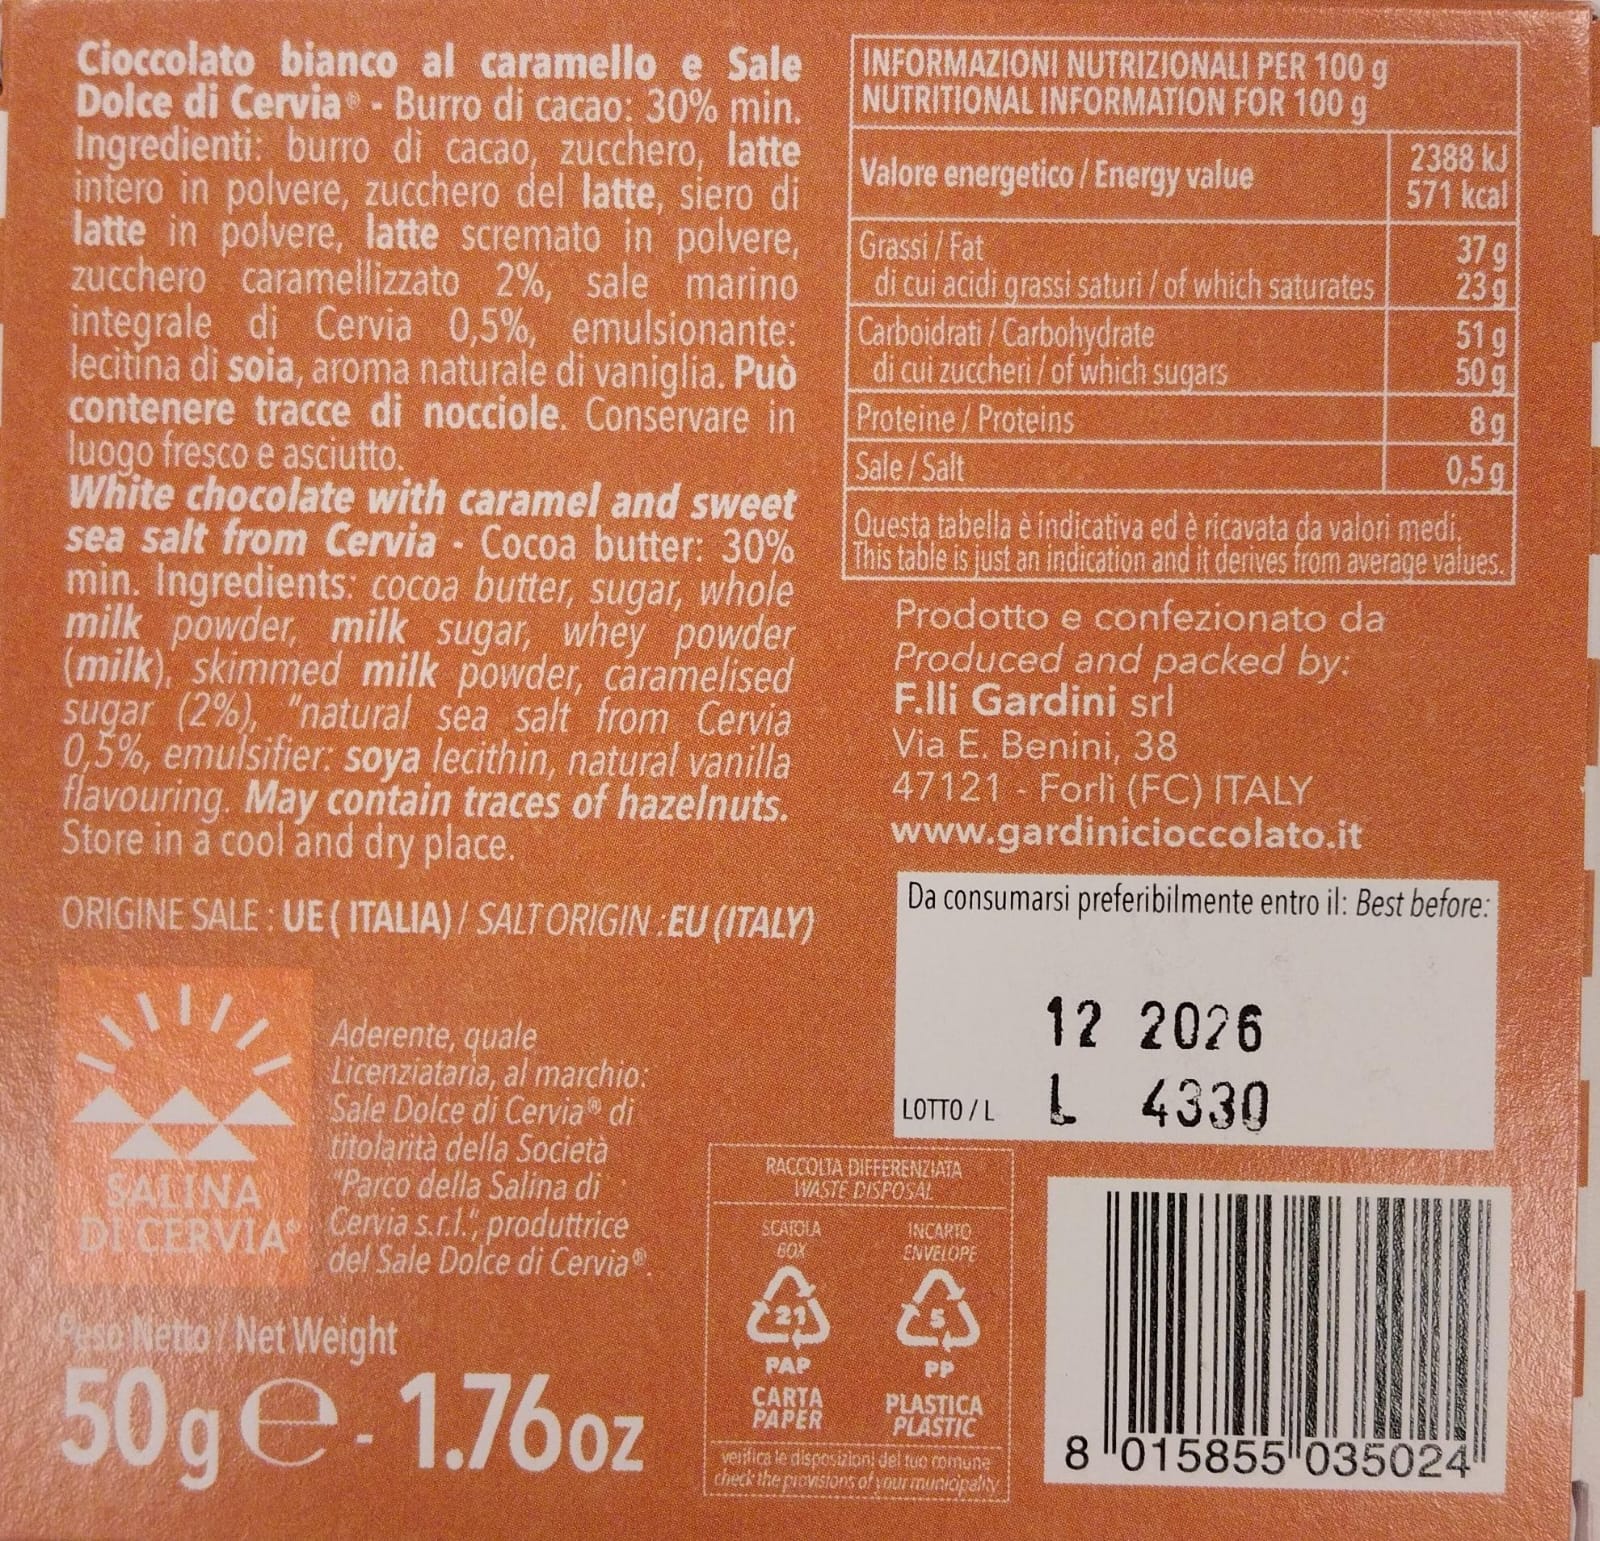 Cioccolato bianco al caramello e Sale
Dolce di Cervia® - Burro di cacao: 30% min.
Ingredienti: burro di cacao, zucchero, latte
intero in polvere, zucchero del latte, siero di
latte in polvere, latte scremato in polvere,
zucchero caramellizzato 2%, sale marino
integrale di Cervia 0,5%, emulsionante:
lecitina di soia, aroma naturale di vaniglia. Può
contenere tracce di nocciole. Conservare in
luogo fresco e asciutto.
White chocolate with caramel and sweet
sea salt from Cervia - Cocoa butter: 30%
min. Ingredients: cocoa butter, sugar, whole
milk powder, milk sugar, whey powder
(milk), skimmed milk powder, caramelised
sugar (2%), "natural sea salt from Cervia
0,5%, emulsifier: soya lecithin, natural vanilla
flavouring. May contain traces of hazelnuts.
Store in a cool and dry place.
ORIGINE SALE : UE ( ITALIA) / SALT ORIGIN :EU (ITALY)
SALINA
DI CERVIA®
Aderente, quale
Licenziataria, al marchio:
Sale Dolce di Cervia® di
titolarità della Società
"Parco della Salina di
Cervia s.r.l.", produttrice
del Sale Dolce di Cervia®.
Peso Netto / Net Weight
50g e - 1.76oz
INFORMAZIONI NUTRIZIONALI PER 100 g
NUTRITIONAL INFORMATION FOR 100 g
Valore energetico / Energy value 2388 kJ
571 kcal
Grassi / Fat 37 g
di cui acidi grassi saturi / of which saturates 23 g
Carboidrati / Carbohydrate 51 g
di cui zuccheri / of which sugars 50 g
Proteine / Proteins 8 g
Sale / Salt 0,5 g
Questa tabella è indicativa ed è ricavata da valori medi.
This table is just an indication and it derives from average values.
Prodotto e confezionato da
Produced and packed by:
F.lli Gardini srl
Via E. Benini, 38
47121 - Forlì (FC) ITALY
www.gardinicioccolato.it
Da consumarsi preferibilmente entro il: Best before:
12 2026
LOTTO / L L 4330
RACCOLTA DIFFERENZIATA
WASTE DISPOSAL
SCATOLA INCARTO
BOX ENVELOPE
21 5
PAP PP
CARTA PLASTICA
PAPER PLASTIC
verifica le disposizioni del tuo comune
check the provisions of your municipality
8 015855 035024